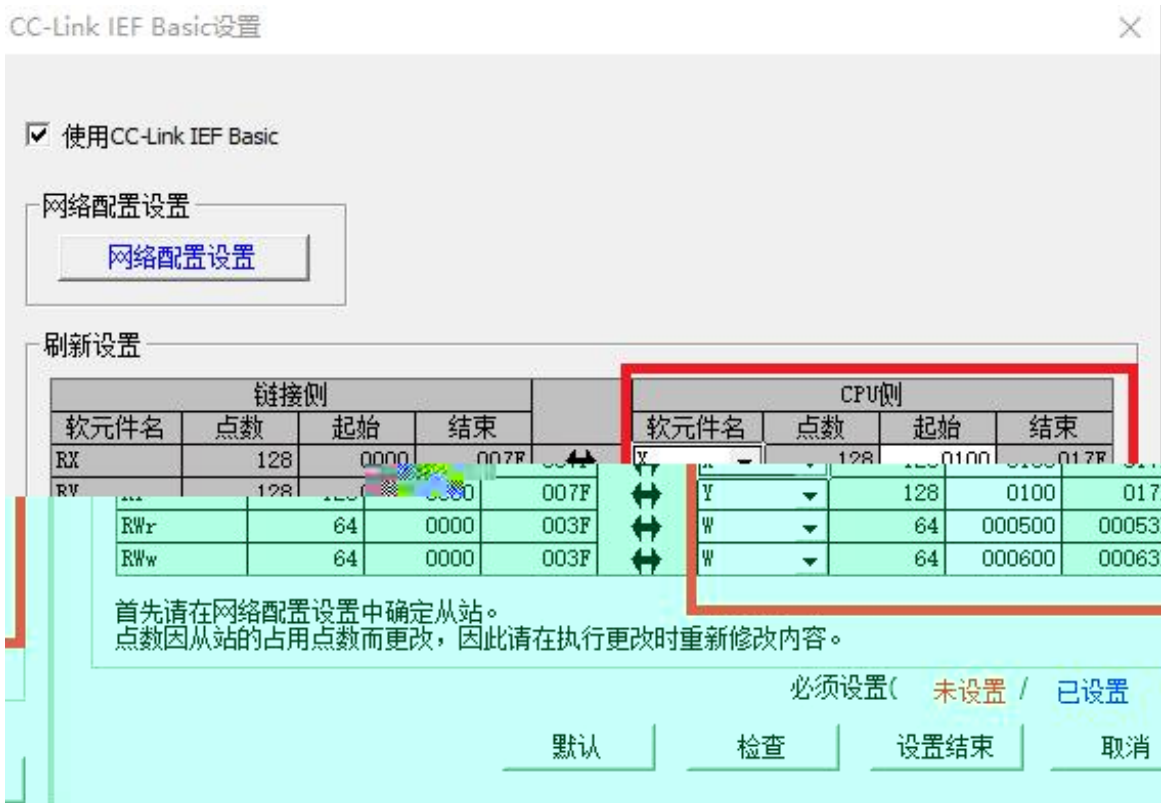 CC-Link IEF Basic设置
使用CC-Link IEF Basic
网络配置设置
网络配置设置
刷新设置
链接侧 CPU侧
软元件名 点数 起始 结束 软元件名 点数 起始 结束
RX 128 0000 007F 128 0100 017F
RY 128 007F Y 128 0100 017
RWr 64 0000 003F W 64 000500 00053
RWw 64 0000 003F W 64 000600 00063
首先请在网络配置设置中确定从站。
点数因从站的占用点数而更改，因此请在执行更改时重新修改内容。
必须设置( 未设置 / 已设置
默认 检查 设置结束 取消